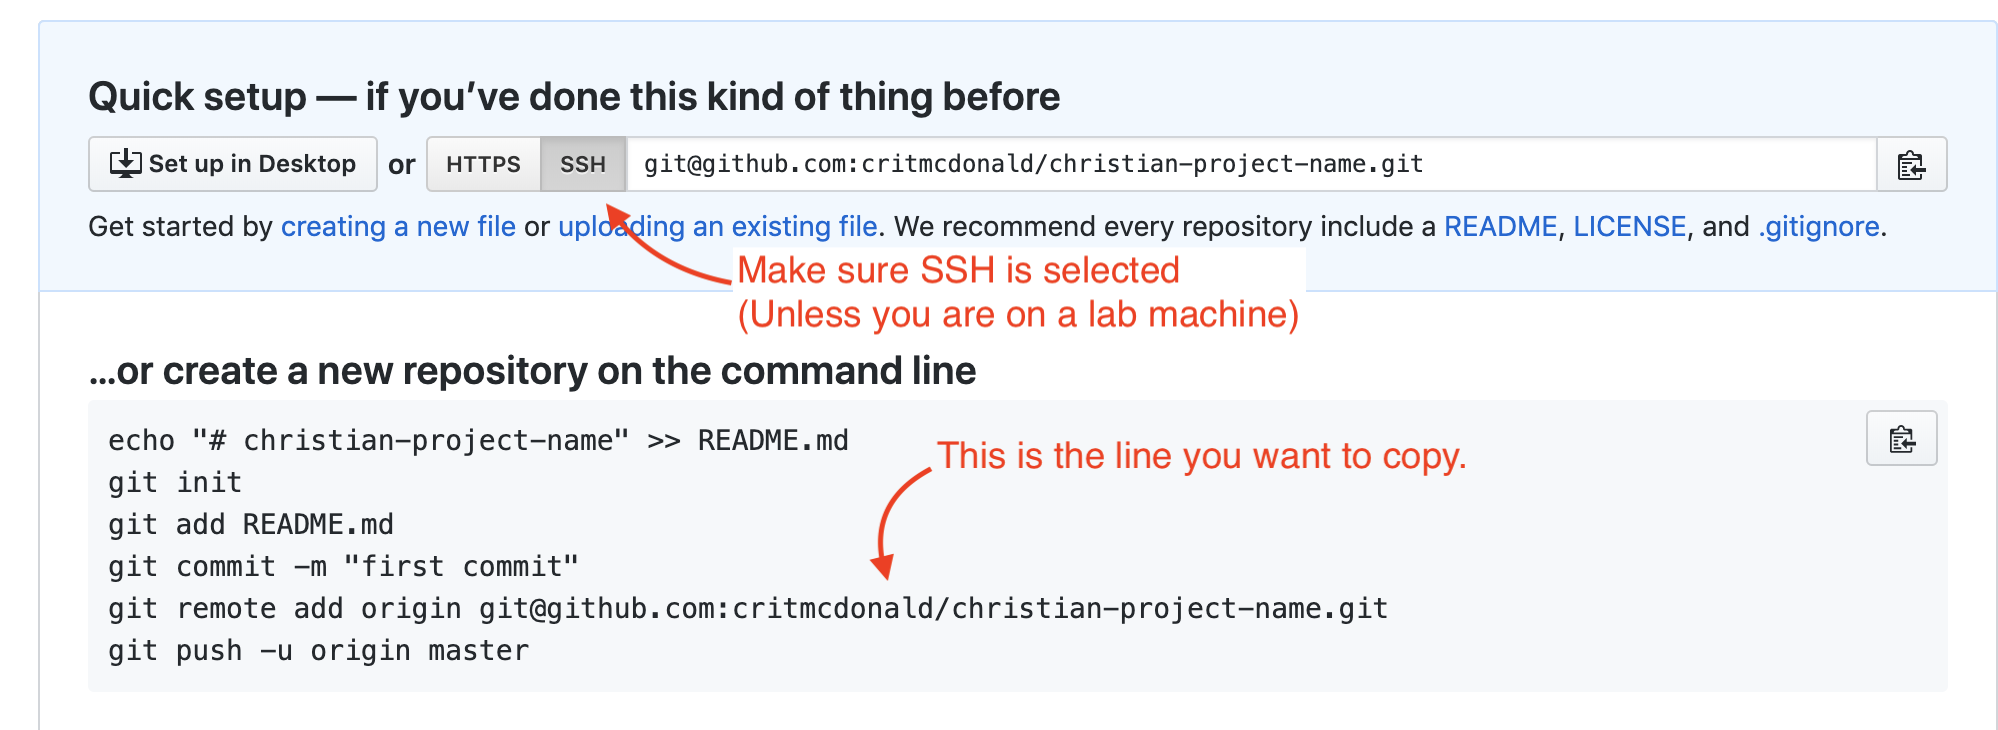 Quick setup — if you’ve done this kind of thing before
Set up in Desktop or HTTPS SSH git@github.com:critmcdonald/christian-project-name.git
Get started by creating a new file or uploading an existing file. We recommend every repository include a README, LICENSE, and .gitignore.
Make sure SSH is selected
(Unless you are on a lab machine)
…or create a new repository on the command line
echo "# christian-project-name" >> README.md
This is the line you want to copy.
git init
git add README.md
git commit -m "first commit"
git remote add origin git@github.com:critmcdonald/christian-project-name.git
git push -u origin master